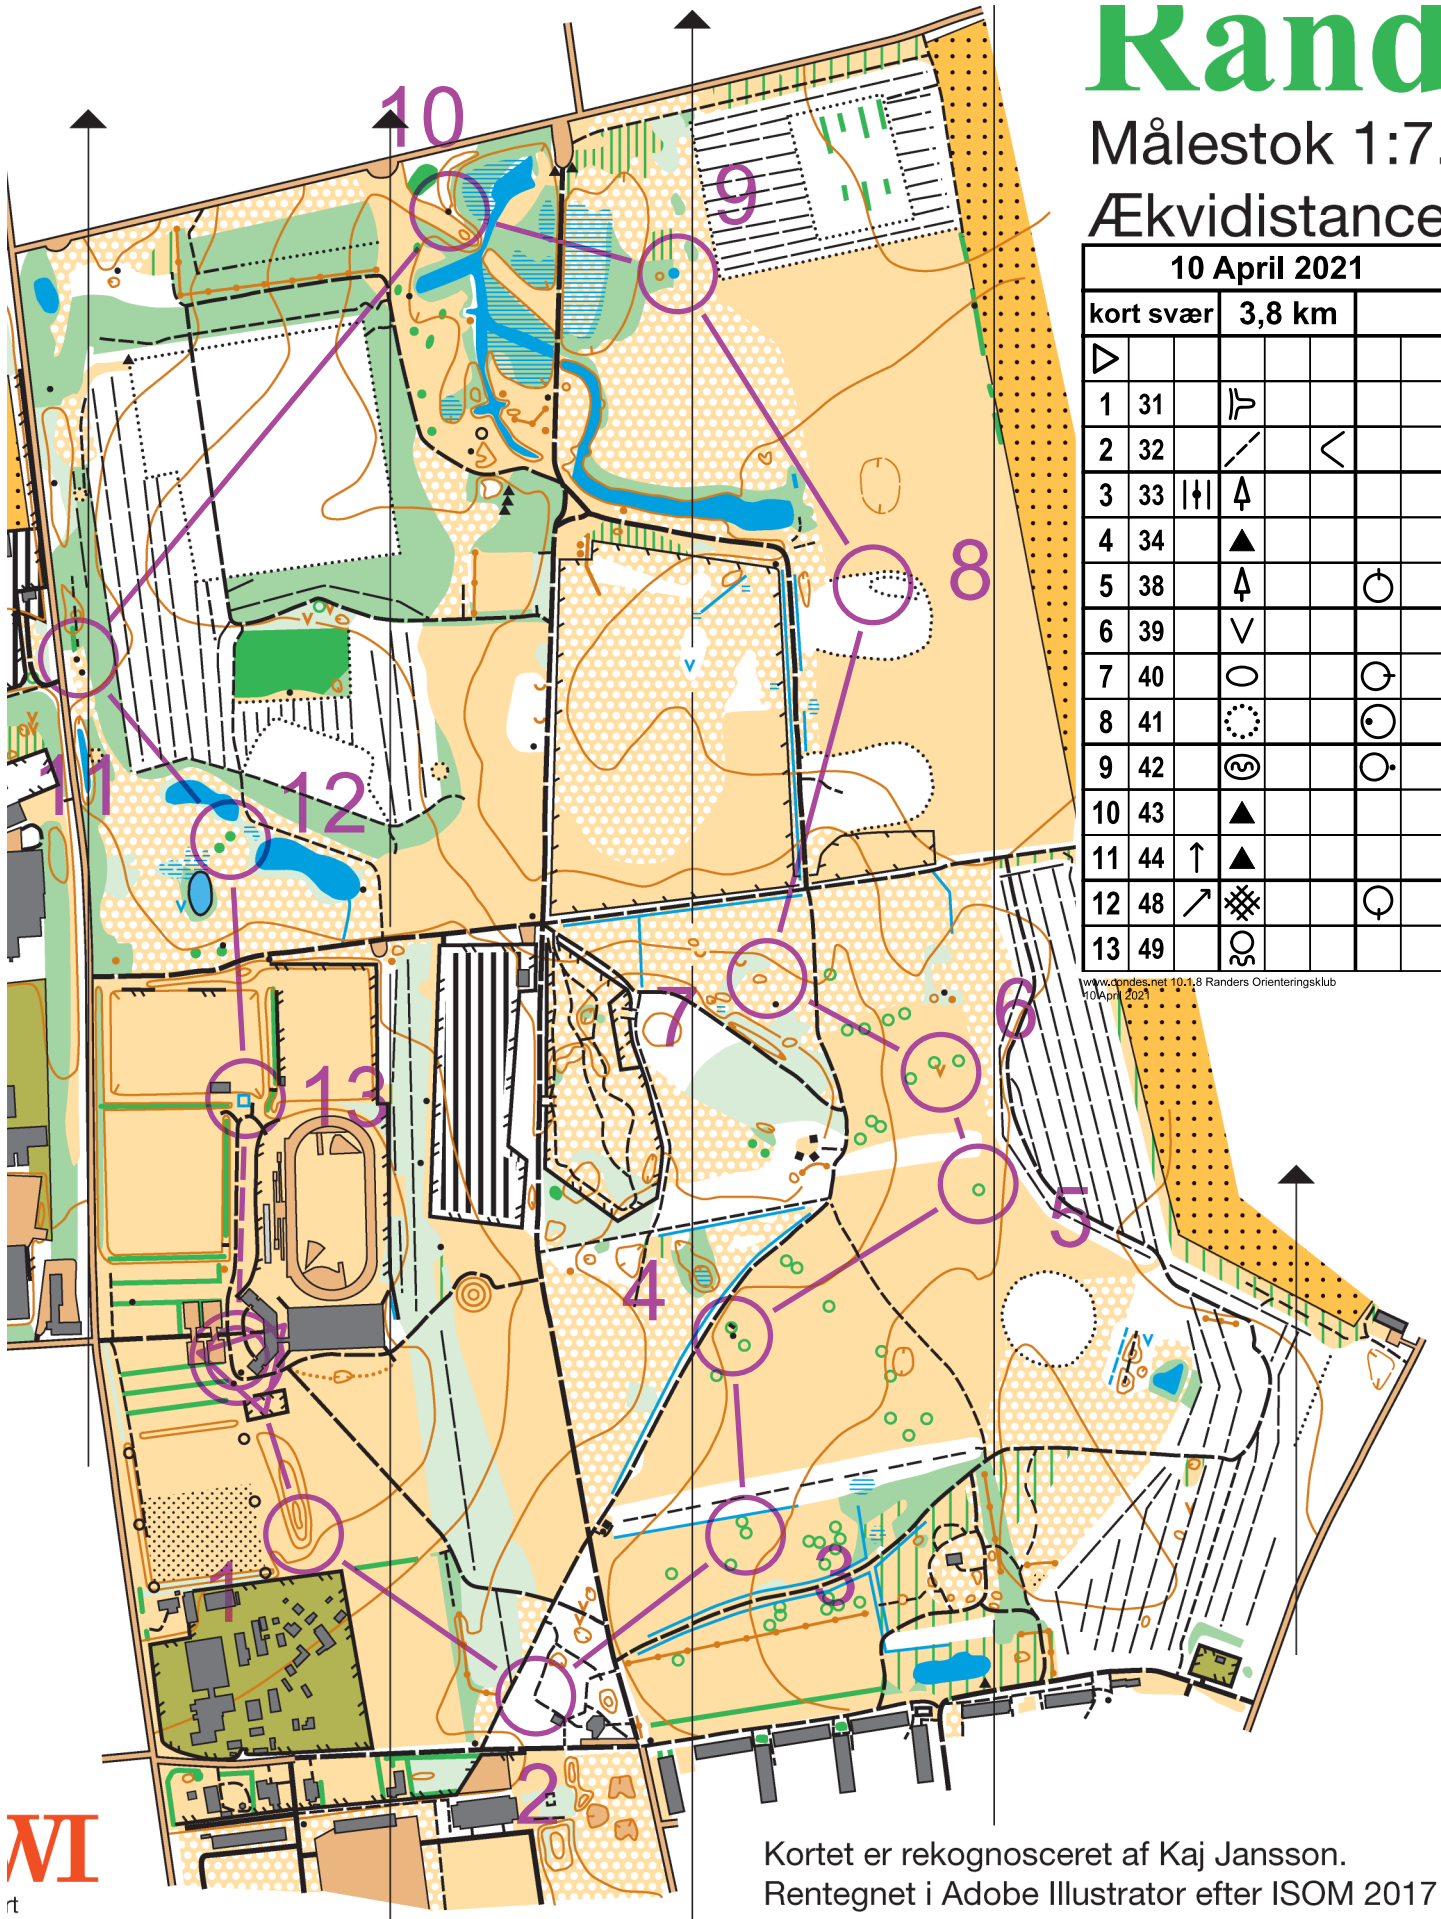 Rand
Målestok 1:7.
Ækvidistance
10 April 2021
kort svær 3,8 km
1 31
2 32
3 33
4 34
5 38
6 39
7 40
8 41
9 42
10 43
11 44
12 48
13 49
www.condes.net 10.1.8 Randers Orienteringsklub
10 April 2021
10
9
8
11
12
7
6
13
5
4
3
1
2
WI
rt
Kortet er rekognosceret af Kaj Jansson.
Rentegnet i Adobe Illustrator efter ISOM 2017